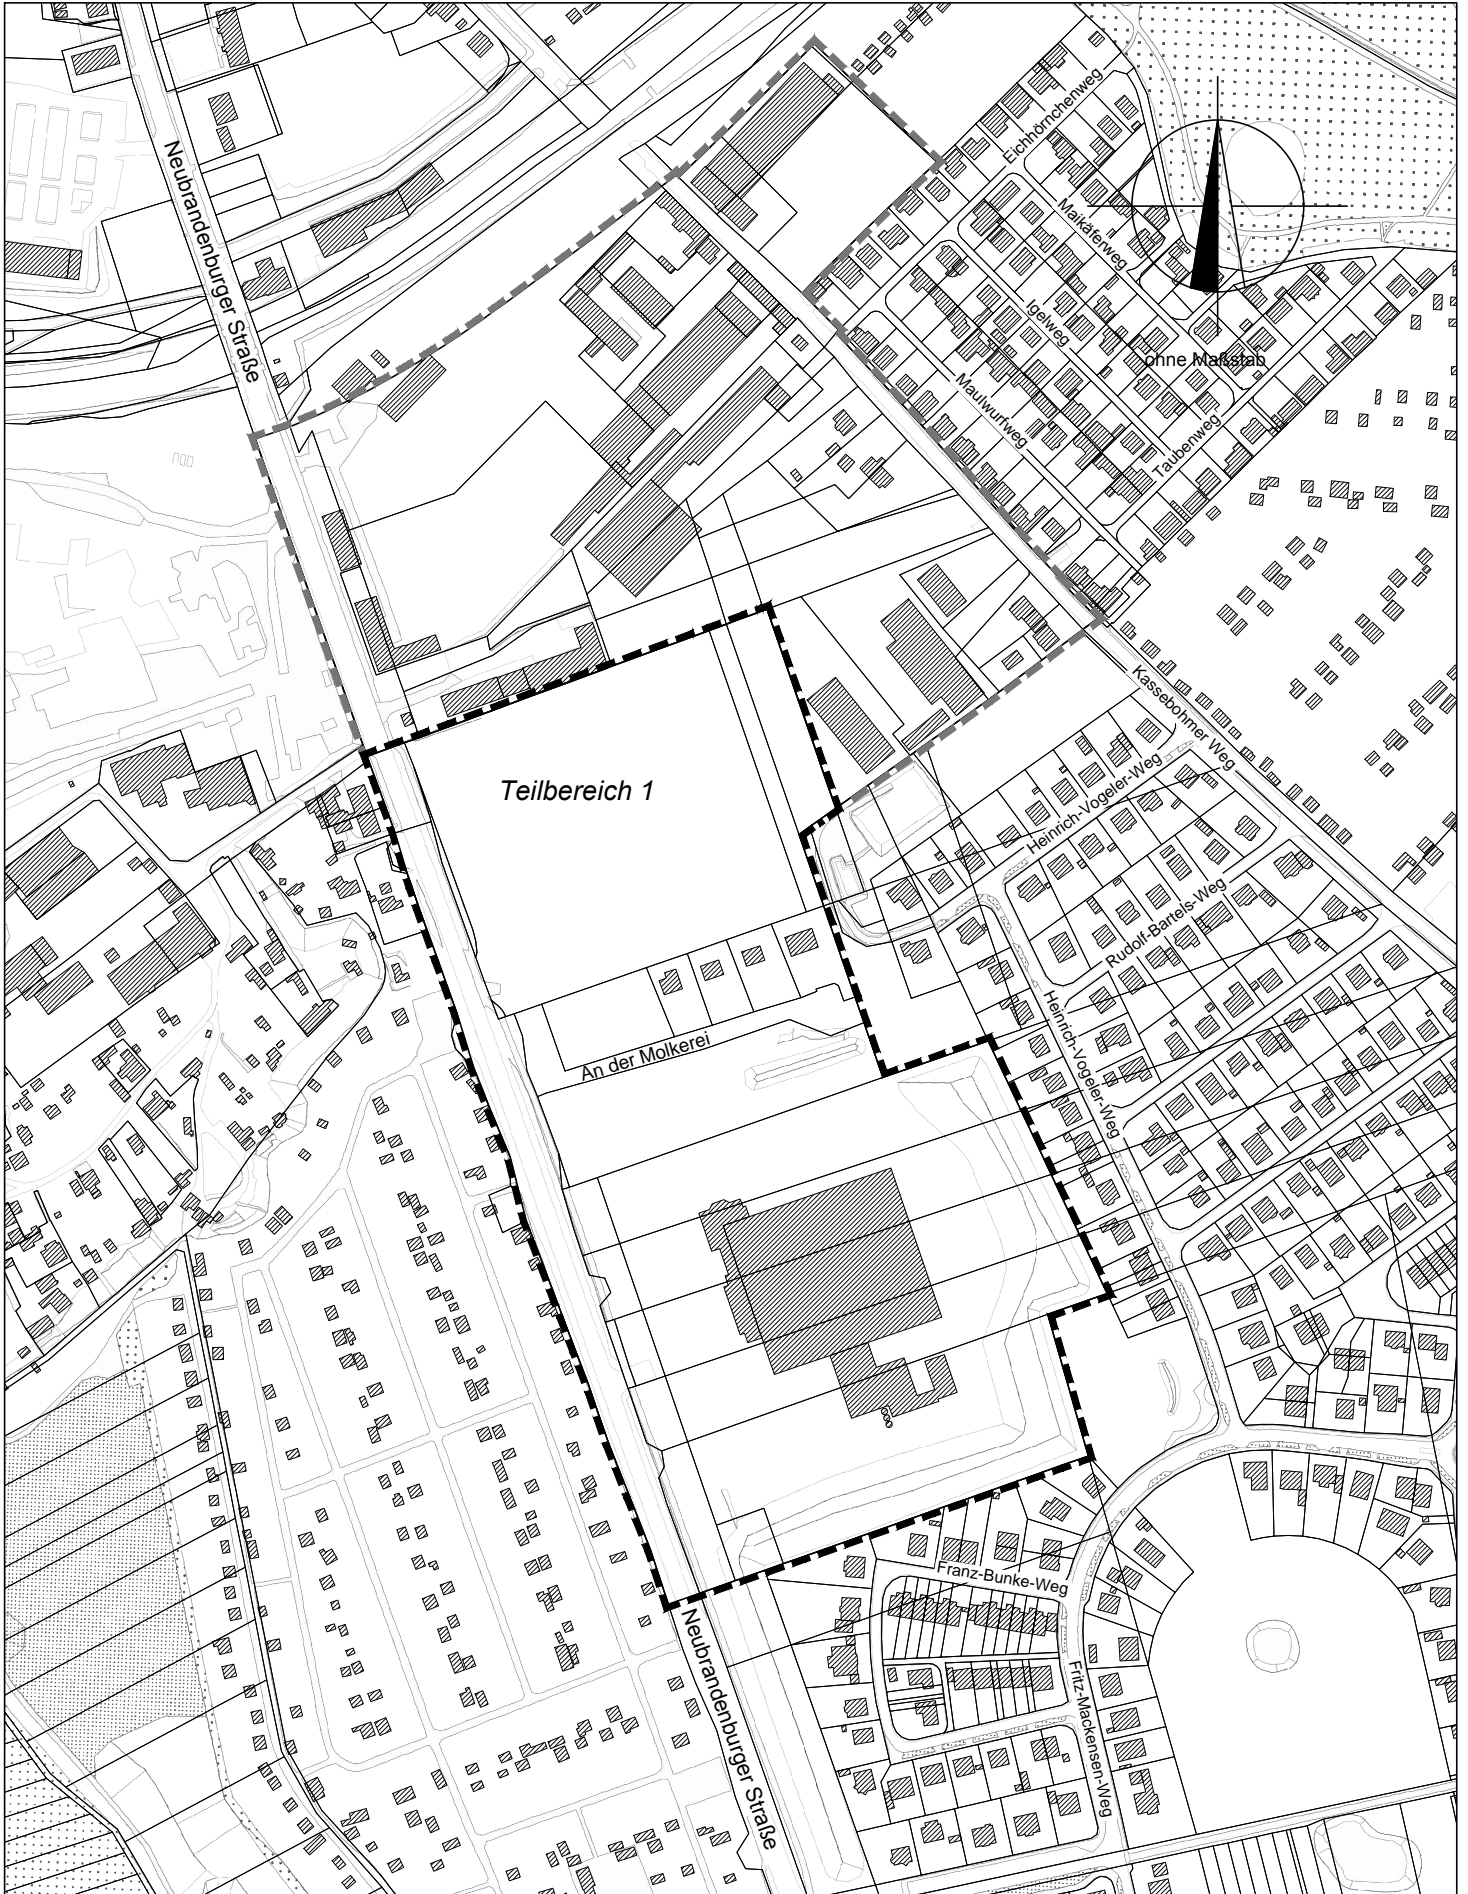 Eichhörnchenweg
Neubrandenburger Straße
Maikäferweg
Igelweg
ohne Maßstab
Maulwurfweg
Taubenweg
Kassebohmer Weg
Teilbereich 1
Heinrich-Vogeler-Weg
Rudolf-Bartels-Weg
Heinrich-Vogeler-Weg
An der Molkerei
Franz-Bunke-Weg
Neubrandenburger Straße
Fritz-Mackensen-Weg